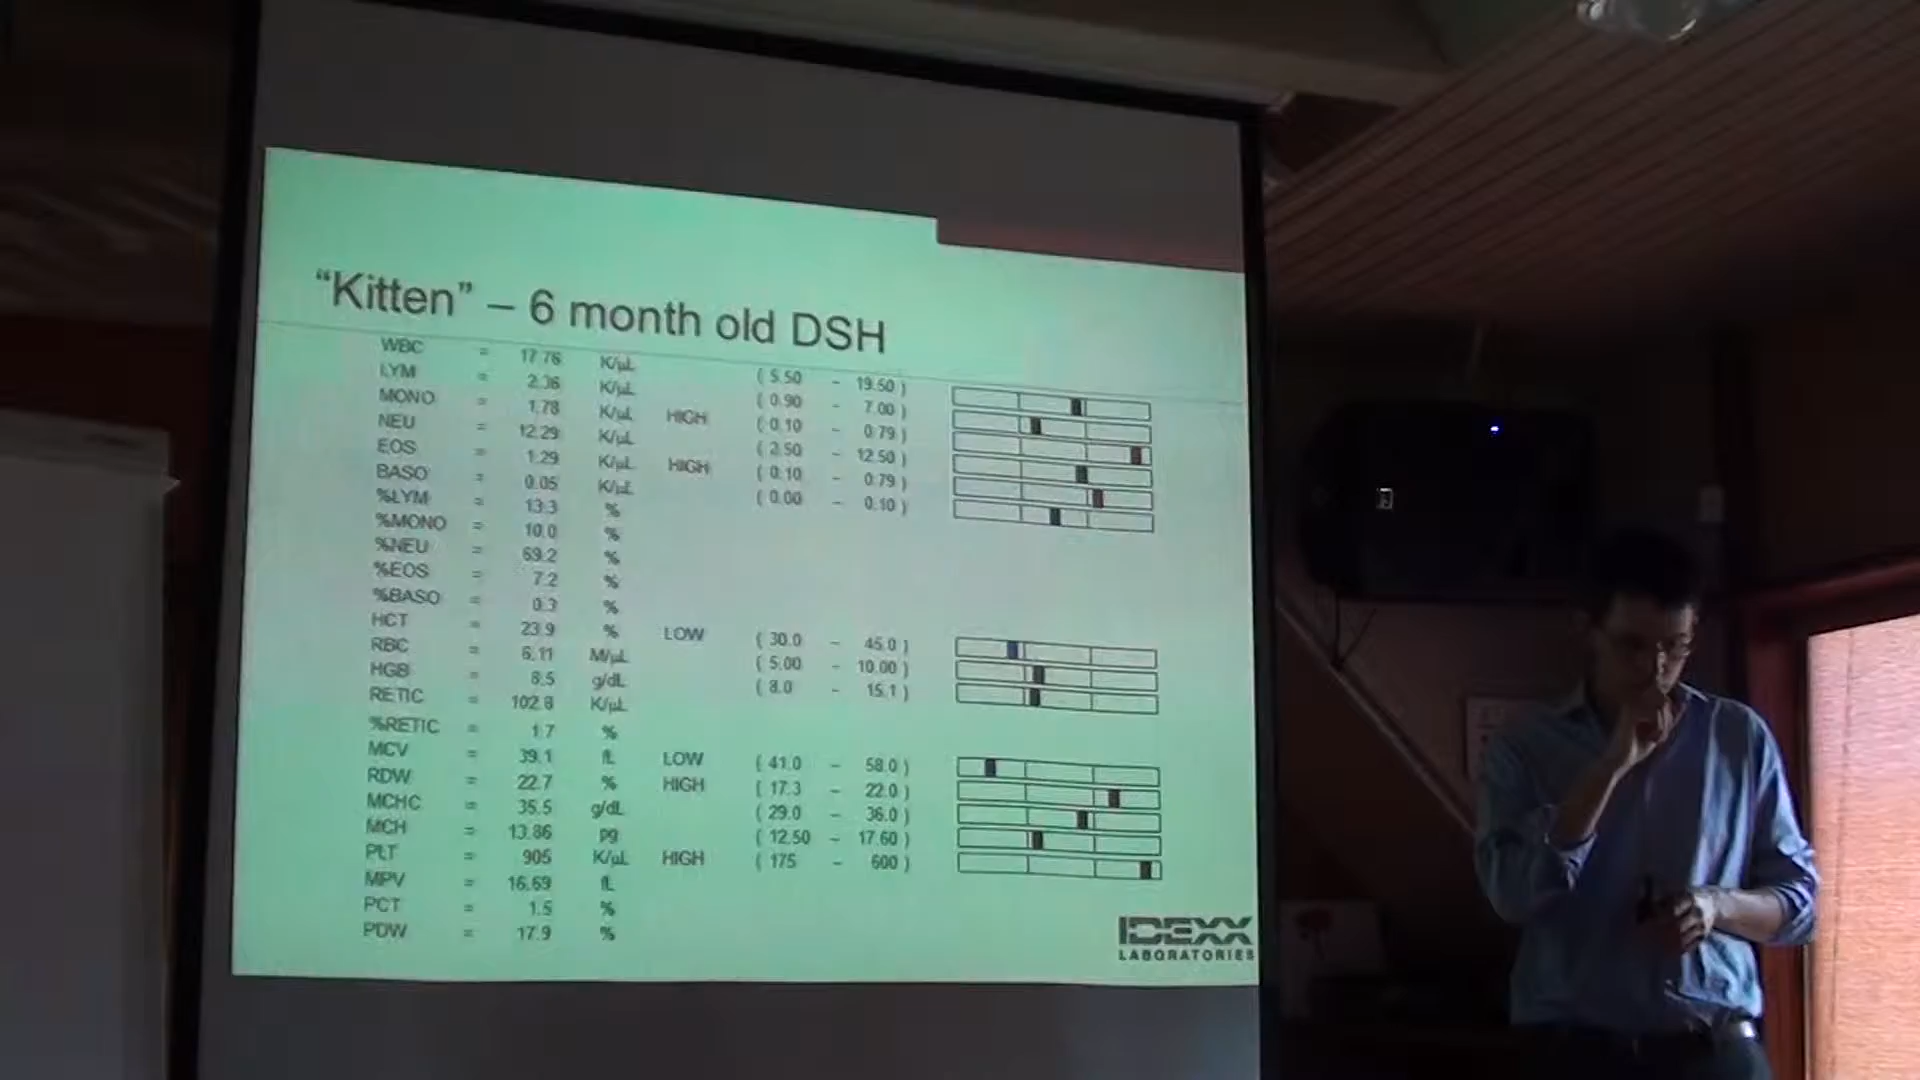 “Kitten” – 6 month old DSH
WBC = 17.76 K/µL ( 5.50 – 19.50 )
LYM = 2.36 K/µL ( 0.90 – 7.00 )
MONO = 1.78 K/µL HIGH ( 0.10 – 0.79 )
NEU = 12.29 K/µL ( 2.50 – 12.50 )
EOS = 1.29 K/µL HIGH ( 0.10 – 0.79 )
BASO = 0.05 K/µL ( 0.00 – 0.10 )
%LYM = 13.3 %
%MONO = 10.0 %
%NEU = 69.2 %
%EOS = 7.2 %
%BASO = 0.3 %
HCT = 23.9 % LOW ( 30.0 – 45.0 )
RBC = 6.11 M/µL ( 5.00 – 10.00 )
HGB = 8.5 g/dL ( 8.0 – 15.1 )
RETIC = 102.8 K/µL
%RETIC = 1.7 %
MCV = 39.1 fL LOW ( 41.0 – 58.0 )
RDW = 22.7 % HIGH ( 17.3 – 22.0 )
MCHC = 35.5 g/dL ( 29.0 – 36.0 )
MCH = 13.86 pg ( 12.50 – 17.60 )
PLT = 905 K/µL HIGH ( 175 – 600 )
MPV = 16.69 fL
PCT = 1.5 %
PDW = 17.9 %
IDEXX
LABORATORIES